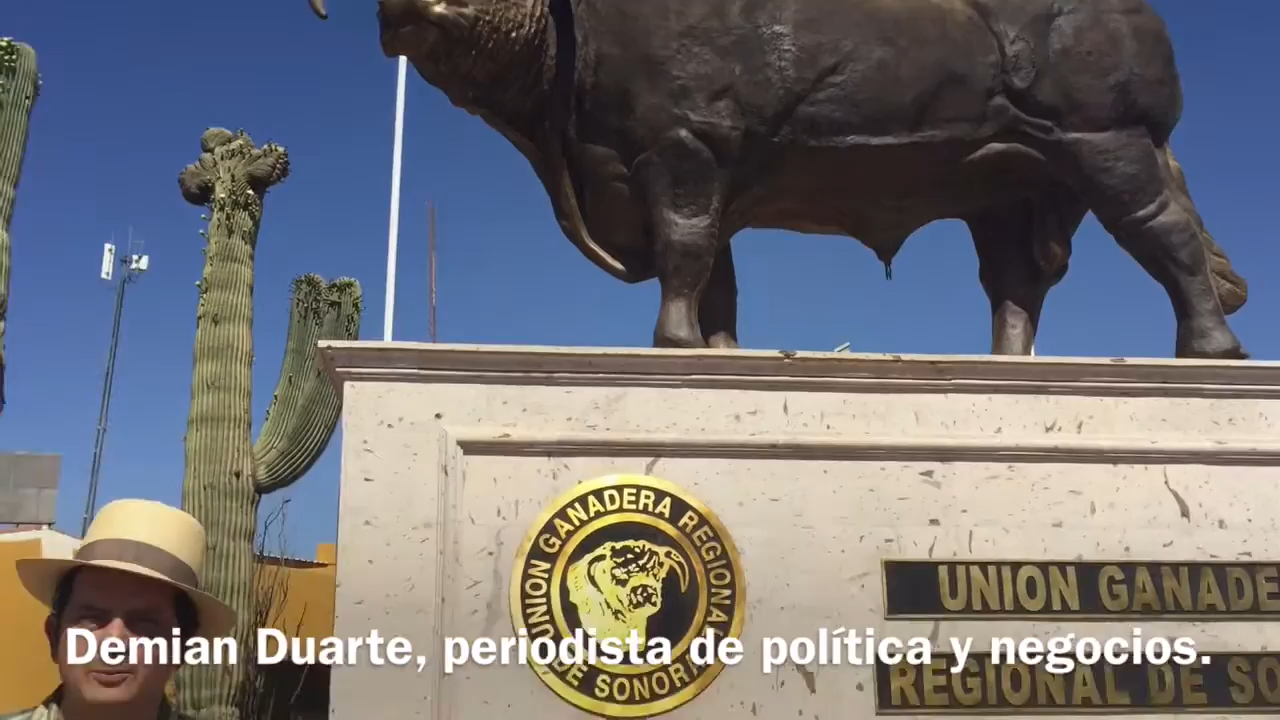 UNION GANADERA REGIONAL
DE SONORA
UNION GANADE
REGIONAL DE SO
Demian Duarte, periodista de política y negocios.